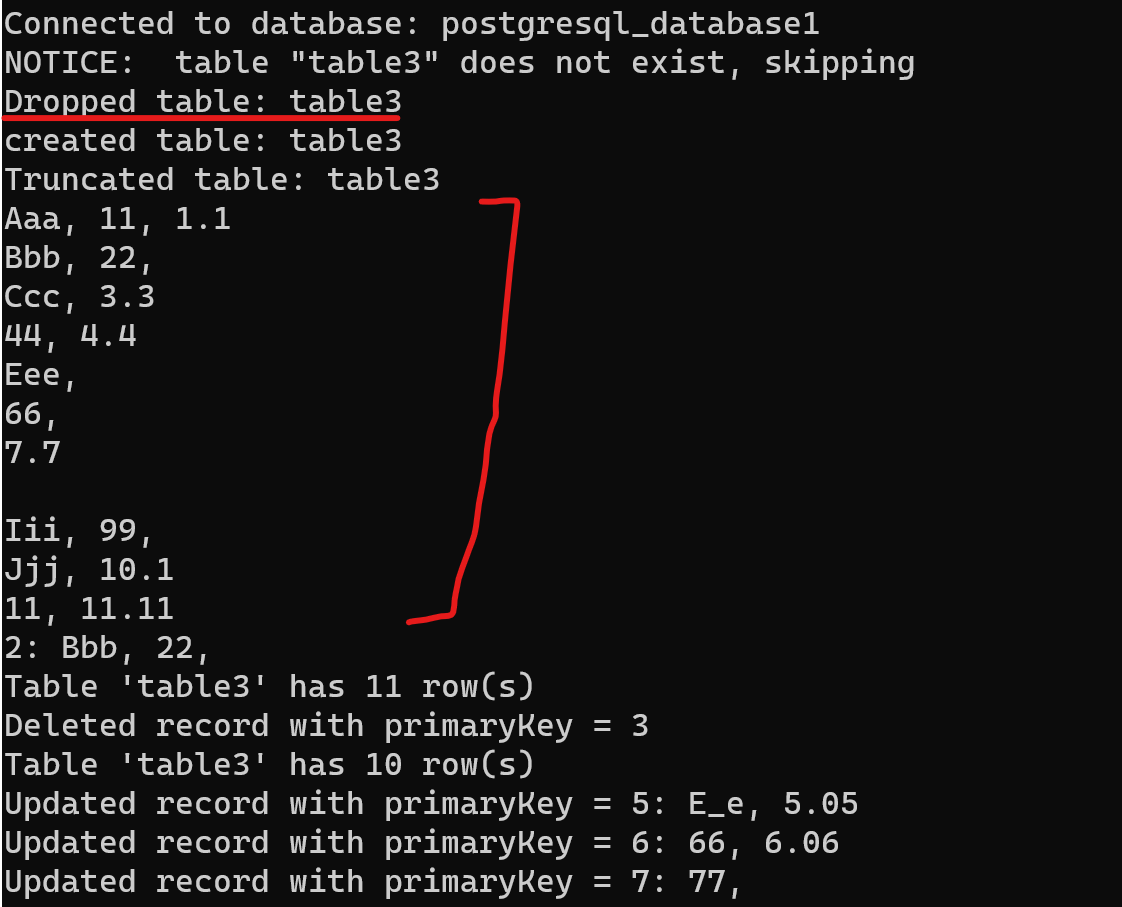 Connected to database: postgresql_database1
NOTICE:  table "table3" does not exist, skipping
Dropped table: table3
created table: table3
Truncated table: table3
Aaa, 11, 1.1
Bbb, 22,
Ccc, 3.3
44, 4.4
Eee,
66,
7.7

Iii, 99,
Jjj, 10.1
11, 11.11
2: Bbb, 22,
Table 'table3' has 11 row(s)
Deleted record with primaryKey = 3
Table 'table3' has 10 row(s)
Updated record with primaryKey = 5: E_e, 5.05
Updated record with primaryKey = 6: 66, 6.06
Updated record with primaryKey = 7: 77,